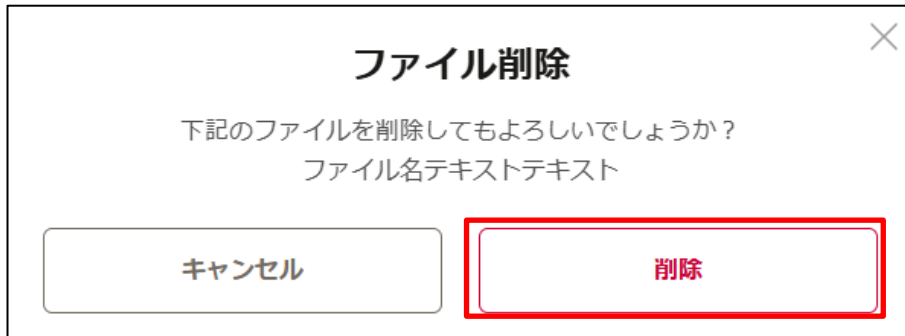 ファイル削除
下記のファイルを削除してもよろしいでしょうか？
ファイル名テキストテキスト
キャンセル
削除